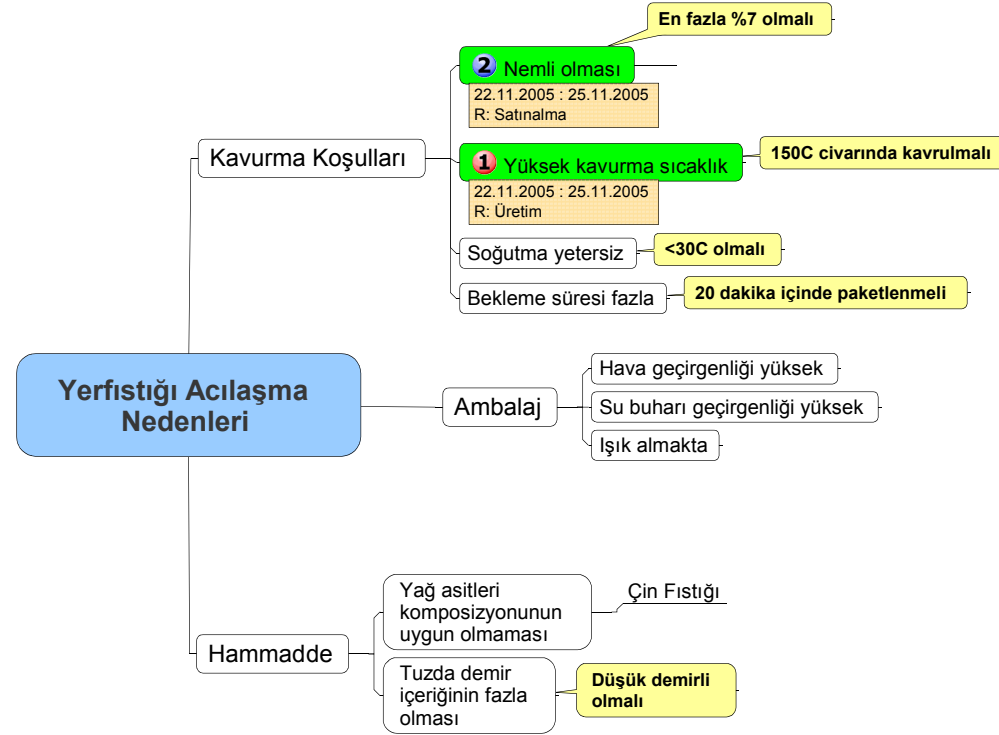 En fazla %7 olmalı
2 Nemli olması
22.11.2005 : 25.11.2005
R: Satınalma
Kavurma Koşulları
1 Yüksek kavurma sıcaklık
150C civarında kavrulmalı
22.11.2005 : 25.11.2005
R: Üretim
Soğutma yetersiz
<30C olmalı
Bekleme süresi fazla
20 dakika içinde paketlenmeli
Yerfıstığı Acılaşma
Nedenleri
Ambalaj
Hava geçirgenliği yüksek
Su buharı geçirgenliği yüksek
Işık almakta
Hammadde
Yağ asitleri
komposizyonunun
uygun olmaması
Çin Fıstığı
Tuzda demir
içeriğinin fazla
olması
Düşük demirli
olmalı